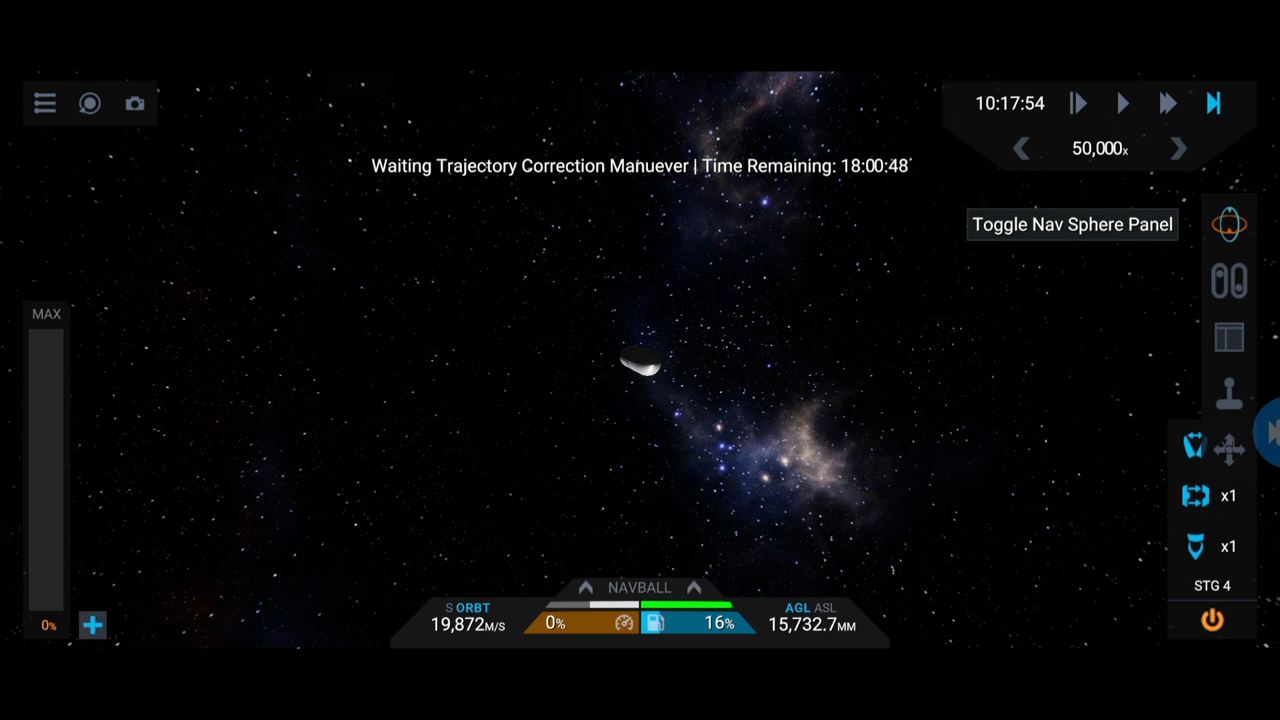 10:17:54
50,000x
Waiting Trajectory Correction Manuever | Time Remaining: 18:00:48
Toggle Nav Sphere Panel
MAX
0%
x1
x1
STG 4
NAVBALL
S ORBT
19,872M/S
0%
16%
AGL ASL
15,732.7MM